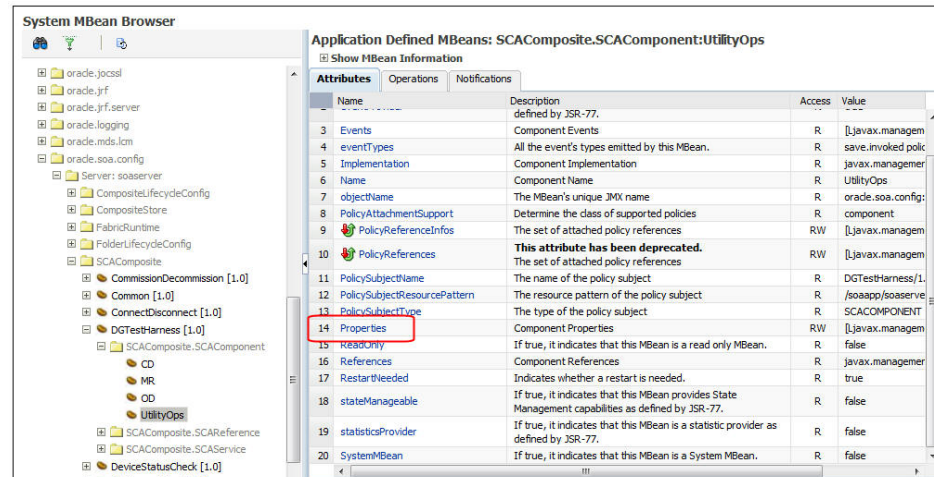 System MBean Browser
oracle.jocssl
oracle.jrf
oracle.jrf.server
oracle.logging
oracle.mds.lcm
oracle.soa.config
Server: soaserver
CompositeLifecycleConfig
CompositeStore
FabricRuntime
FolderLifecycleConfig
SCAComposite
CommissionDecommission [1.0]
Common [1.0]
ConnectDisconnect [1.0]
DGTestHarness [1.0]
SCAComposite.SCAComponent
CD
MR
OD
UtilityOps
SCAComposite.SCAReference
SCAComposite.SCAService
DeviceStatusCheck [1.0]
Application Defined MBeans: SCAComposite.SCAComponent:UtilityOps
Show MBean Information
Attributes Operations Notifications
Name Description Access Value
defined by JSR-77.
3 Events Component Events R [Ljavax.managem
4 eventTypes All the event's types emitted by this MBean. R save.invoked polic
5 Implementation Component Implementation R javax.managemer
6 Name Component Name R UtilityOps
7 objectName The MBean's unique JMX name R oracle.soa.config:
8 PolicyAttachmentSupport Determine the class of supported policies R component
9 PolicyReferenceInfos The set of attached policy references RW [Ljavax.managem
10 PolicyReferences This attribute has been deprecated. RW [Ljavax.managem
The set of attached policy references
11 PolicySubjectName The name of the policy subject R DGTestHarness/1.
12 PolicySubjectResourcePattern The resource pattern of the policy subject R /soaapp/soaserve
13 PolicySubjectType The type of the policy subject R SCACOMPONENT
14 Properties Component Properties RW [Ljavax.managem
15 ReadOnly If true, it indicates that this MBean is a read only MBean. R false
16 References Component References R javax.managemer
17 RestartNeeded Indicates whether a restart is needed. R true
18 stateManageable If true, it indicates that this MBean provides State R false
Management capabilities as defined by JSR-77.
19 statisticsProvider If true, it indicates that this MBean is a statistic provider as R false
defined by JSR-77.
20 SystemMBean If true, it indicates that this MBean is a System MBean. R false